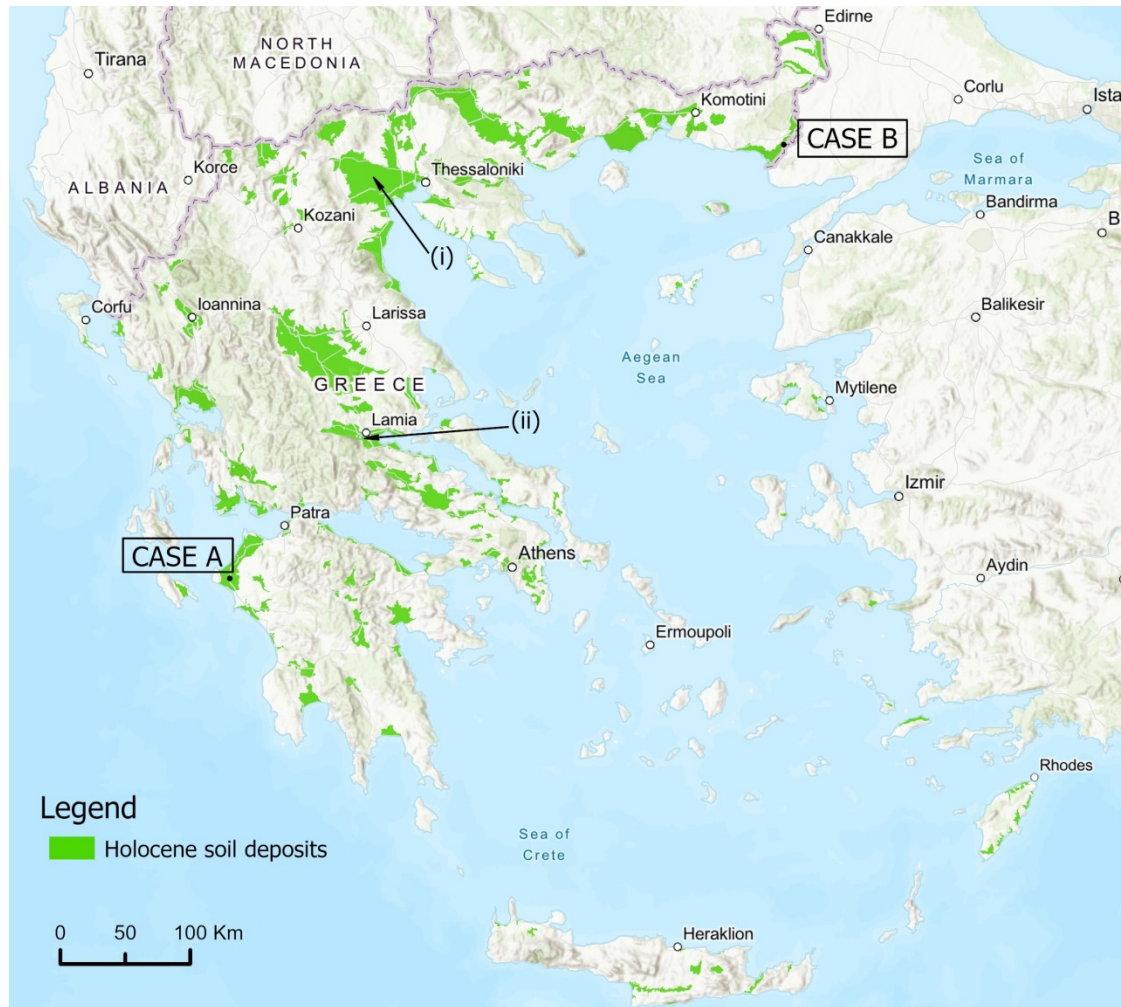 Edirne
NORTH
MACEDONIA
Tirana
Corlu
Ista
Komotini
CASE B
Korce
Thessaloniki
Sea of
Marmara
ALBANIA
Bandirma
Kozani
B
(i)
Canakkale
Corfu
Ioannina
Larissa
Balikesir
Aegean
Sea
GREECE
Mytilene
Lamia
(ii)
Izmir
Patra
CASE A
Athens
Aydin
Ermoupoli
Rhodes
Legend
Holocene soil deposits
Sea of
Crete
0 50 100 Km
Heraklion